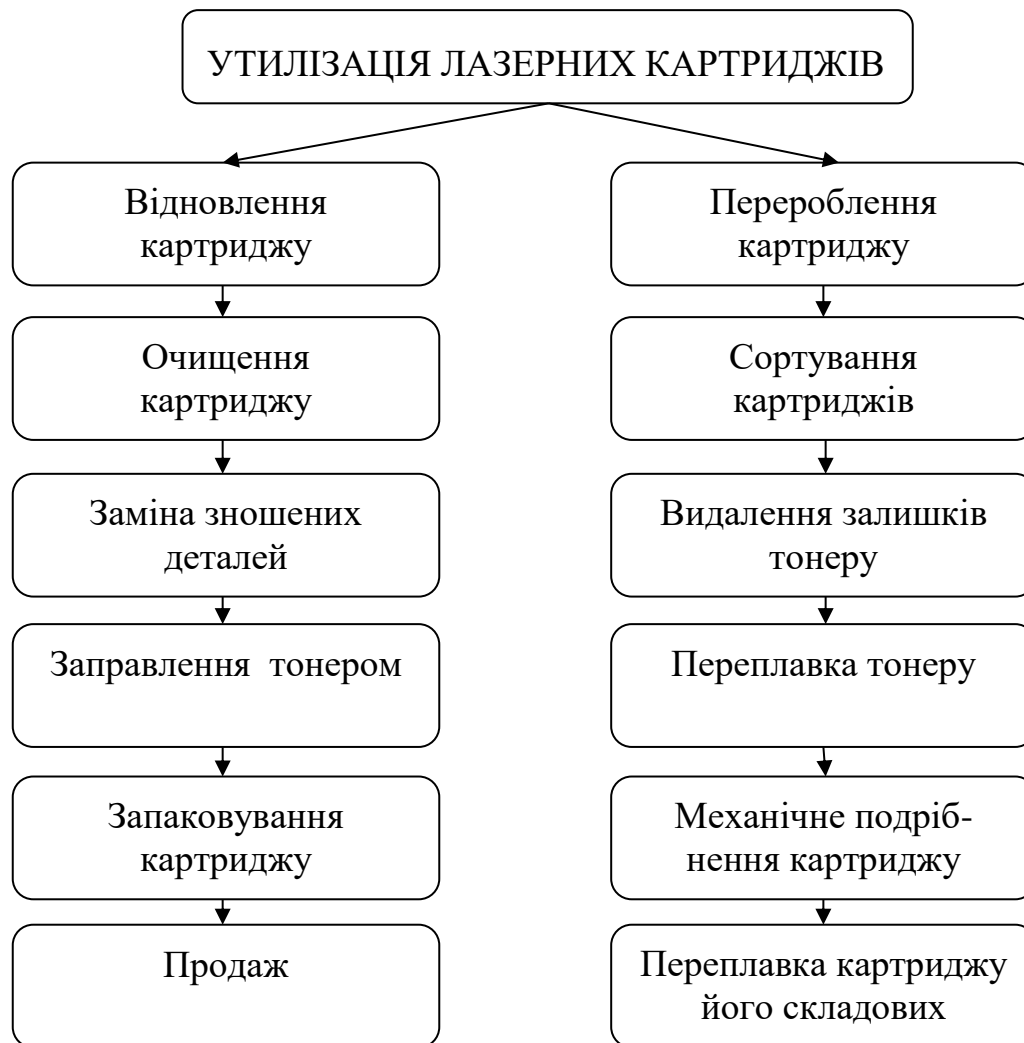 УТИЛІЗАЦІЯ ЛАЗЕРНИХ КАРТРИДЖІВ
Відновлення
картриджу
Очищення
картриджу
Заміна зношених
деталей
Заправлення тонером
Запаковування
картриджу
Продаж
Перероблення
картриджу
Сортування
картриджів
Видалення залишків
тонеру
Переплавка тонеру
Механічне подріб-
нення картриджу
Переплавка картриджу
його складових